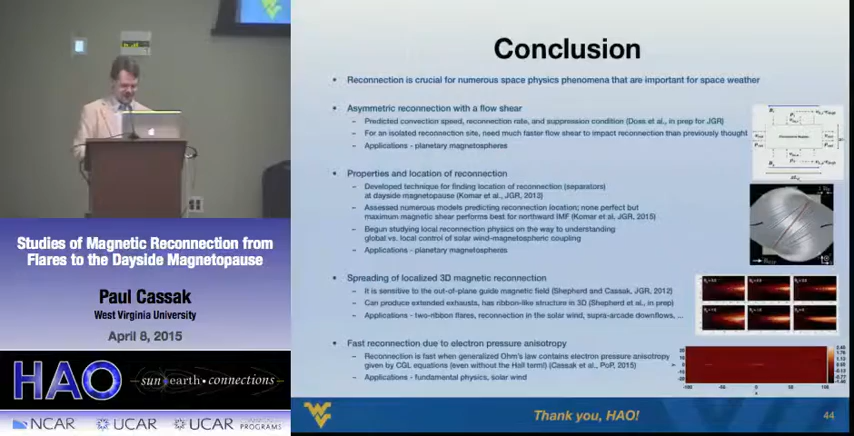 Conclusion
• Reconnection is crucial for numerous space physics phenomena that are important for space weather
• Asymmetric reconnection with a flow shear
– Predicted convection speed, reconnection rate, and suppression condition (Doss et al., in prep for JGR)
– For an isolated reconnection site, need much faster flow shear to impact reconnection than previously thought
– Applications - planetary magnetospheres
• Properties and location of reconnection
– Developed technique for finding location of reconnection (separators)
at dayside magnetopause (Komar et al., JGR, 2013)
– Assessed numerous models predicting reconnection location; none perfect but
maximum magnetic shear performs best for northward IMF (Komar et al, JGR, 2015)
– Begun studying local reconnection physics on the way to understanding
global vs. local control of solar wind-magnetospheric coupling
– Applications - planetary magnetospheres
• Spreading of localized 3D magnetic reconnection
– It is sensitive to the out-of-plane guide magnetic field (Shepherd and Cassak, JGR, 2012)
– Can produce extended exhausts, has ribbon-like structure in 3D (Shepherd et al., in prep)
– Applications - two-ribbon flares, reconnection in the solar wind, supra-arcade downflows, ...
• Fast reconnection due to electron pressure anisotropy
– Reconnection is fast when generalized Ohm's law contains electron pressure anisotropy
given by CGL equations (even without the Hall term!) (Cassak et al., PoP, 2015)
– Applications - fundamental physics, solar wind
WV
Thank you, HAO!
44
Studies of Magnetic Reconnection from
Flares to the Dayside Magnetopause
Paul Cassak
West Virginia University
April 8, 2015
HAO
sun earth • connections
NCAR
UCAR
UCAR
PROGRAMS